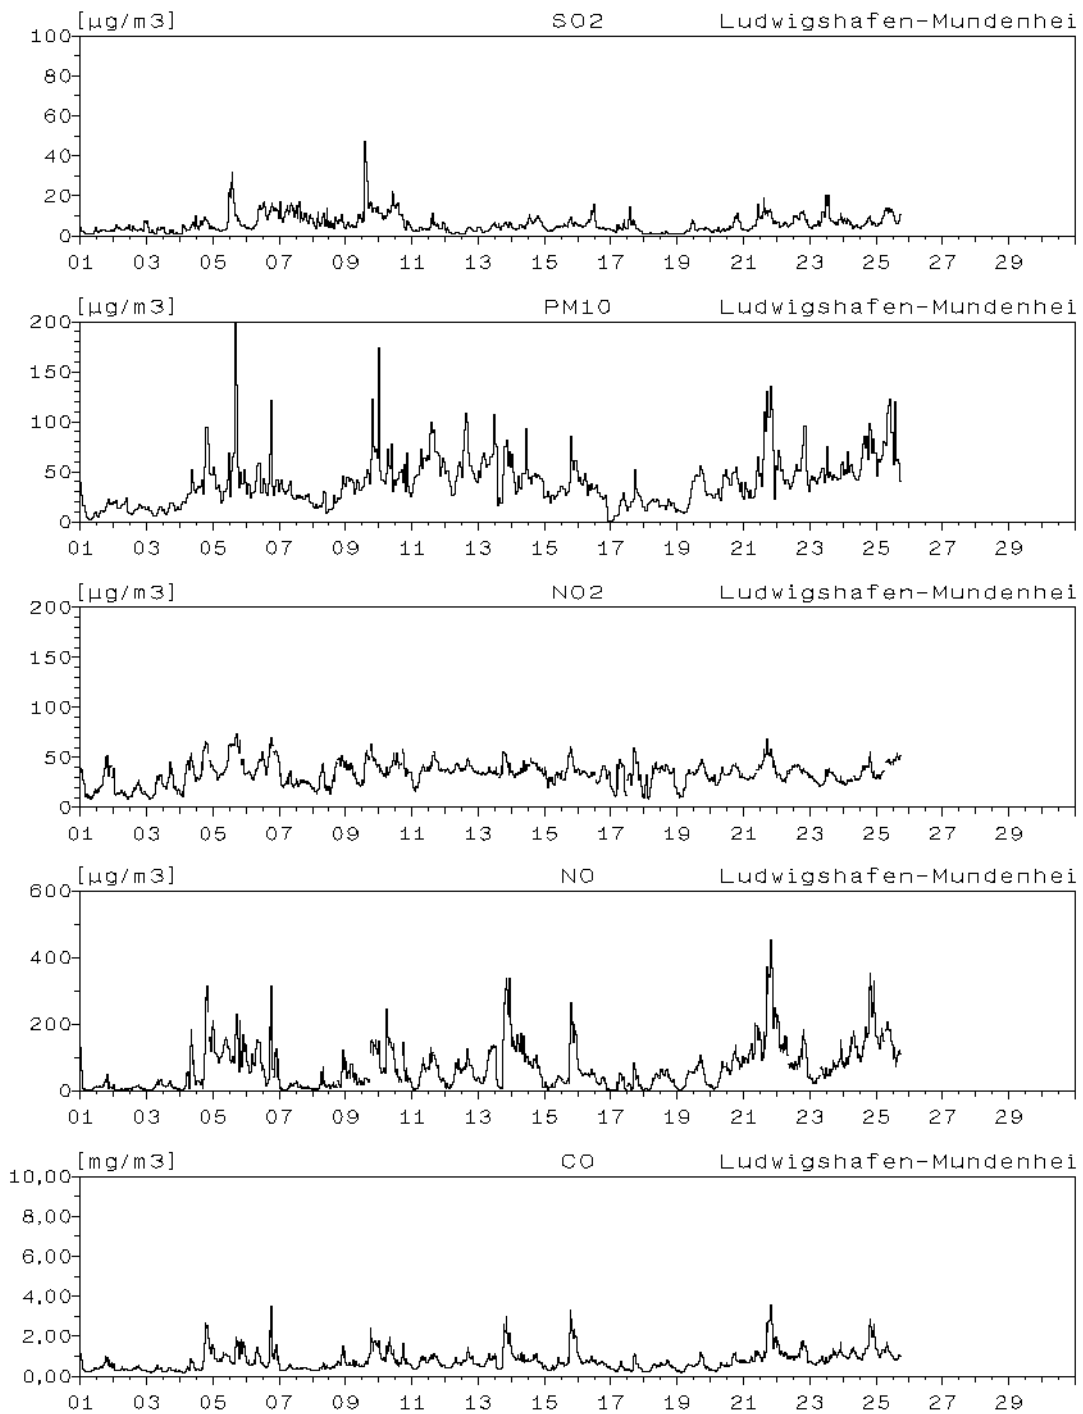 [µg/m3] SO2 Ludwigshafen-Mundenhei
100
80
60
40
20
0
01 03 05 07 09 11 13 15 17 19 21 23 25 27 29
[µg/m3] PM10 Ludwigshafen-Mundenhei
200
150
100
50
0
01 03 05 07 09 11 13 15 17 19 21 23 25 27 29
[µg/m3] NO2 Ludwigshafen-Mundenhei
200
150
100
50
0
01 03 05 07 09 11 13 15 17 19 21 23 25 27 29
[µg/m3] NO Ludwigshafen-Mundenhei
600
400
200
0
01 03 05 07 09 11 13 15 17 19 21 23 25 27 29
[mg/m3] CO Ludwigshafen-Mundenhei
10,00
8,00
6,00
4,00
2,00
0,00
01 03 05 07 09 11 13 15 17 19 21 23 25 27 29